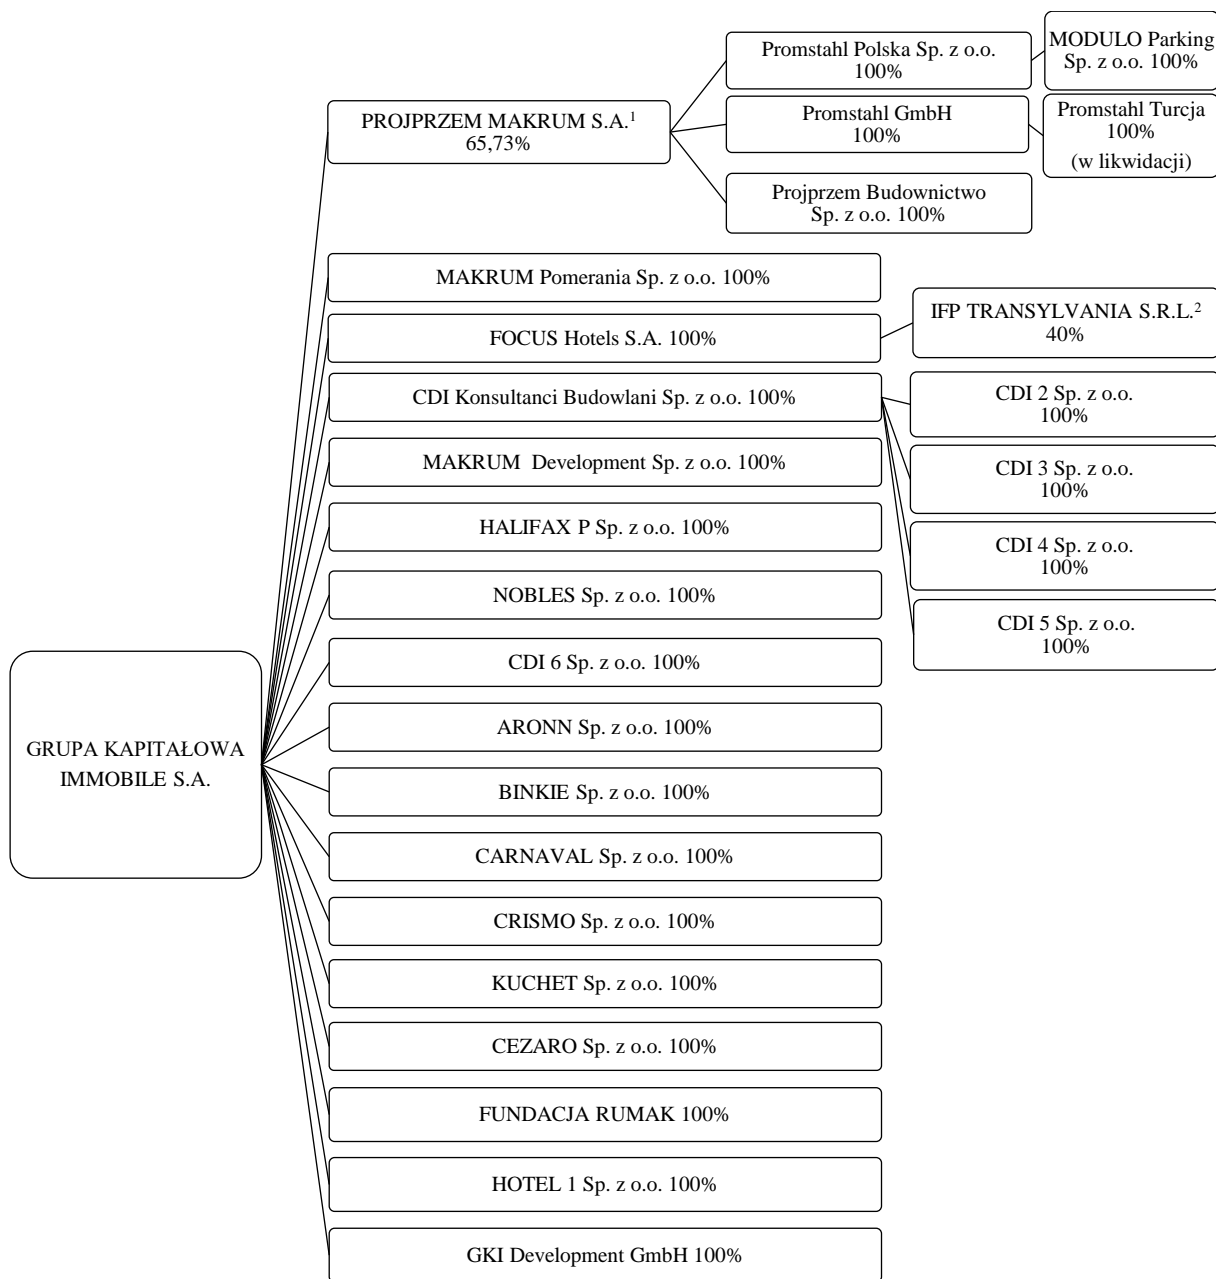 Promstahl Polska Sp. z o.o.
100%
MODULO Parking
Sp. z o.o. 100%
PROJPRZEM MAKRUM S.A.¹
65,73%
Promstahl GmbH
100%
Promstahl Turcja
100%
(w likwidacji)
Projprzem Budownictwo
Sp. z o.o. 100%
MAKRUM Pomerania Sp. z o.o. 100%
FOCUS Hotels S.A. 100%
IFP TRANSYLVANIA S.R.L.²
40%
CDI Konsultanci Budowlani Sp. z o.o. 100%
CDI 2 Sp. z o.o.
100%
CDI 3 Sp. z o.o.
100%
CDI 4 Sp. z o.o.
100%
CDI 5 Sp. z o.o.
100%
MAKRUM Development Sp. z o.o. 100%
HALIFAX P Sp. z o.o. 100%
NOBLES Sp. z o.o. 100%
CDI 6 Sp. z o.o. 100%
GRUPA KAPITAŁOWA
IMMOBILE S.A.
ARONN Sp. z o.o. 100%
BINKIE Sp. z o.o. 100%
CARNAVAL Sp. z o.o. 100%
CRISMO Sp. z o.o. 100%
KUCHET Sp. z o.o. 100%
CEZARO Sp. z o.o. 100%
FUNDACJA RUMAK 100%
HOTEL 1 Sp. z o.o. 100%
GKI Development GmbH 100%